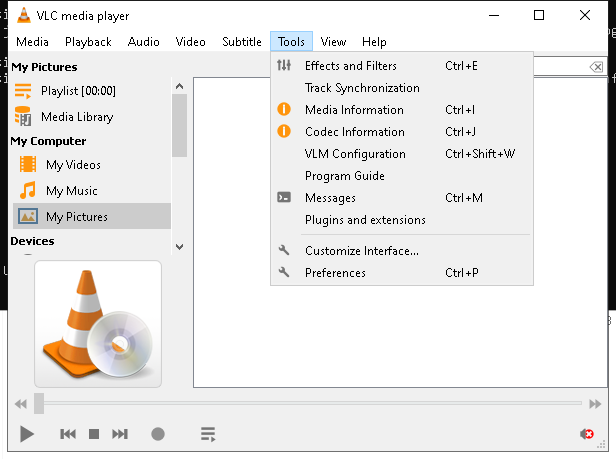 VLC media player
Media Playback Audio Video Subtitle Tools View Help
My Pictures
Playlist [00:00]
Media Library
My Computer
My Videos
My Music
My Pictures
Devices
Effects and Filters Ctrl+E
Track Synchronization
Media Information Ctrl+I
Codec Information Ctrl+J
VLM Configuration Ctrl+Shift+W
Program Guide
Messages Ctrl+M
Plugins and extensions
Customize Interface...
Preferences Ctrl+P